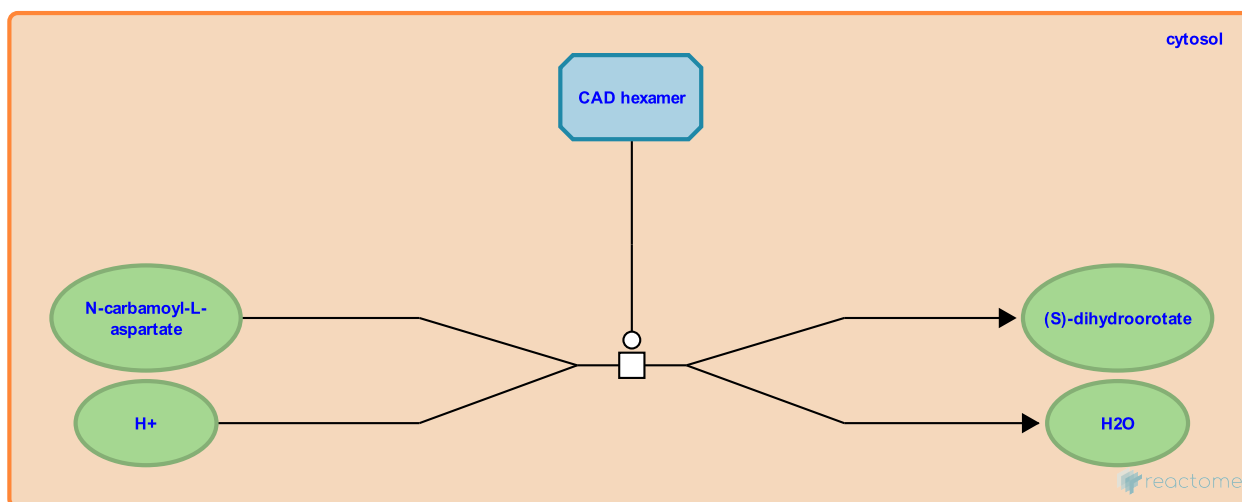 cytosol
CAD hexamer
N-carbamoyl-L-
aspartate
(S)-dihydroorotate
H+
H2O
reactome